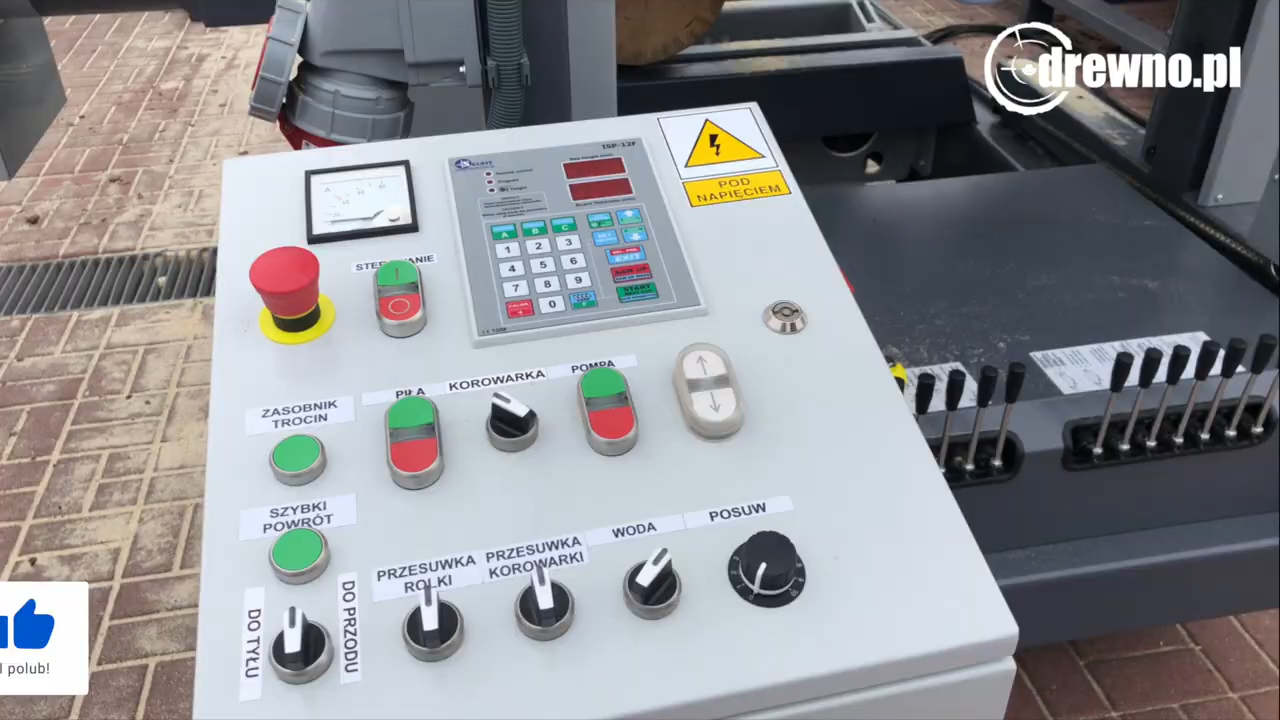 drewno.pl
ISP-12F
POD
NAPIĘCIEM
A
STEROWANIE
A B C
1 2 3
4 5 6
7 8 9
0
EXIT
START
ZASOBNIK
TROCIN
PIŁA
KOROWARKA
POMPA
SZYBKI
POWRÓT
PRZESUWKA
ROLKI
PRZESUWKA
KOROWARKI
WODA
POSUW
DO TYŁU
DO PRZODU
I polub!